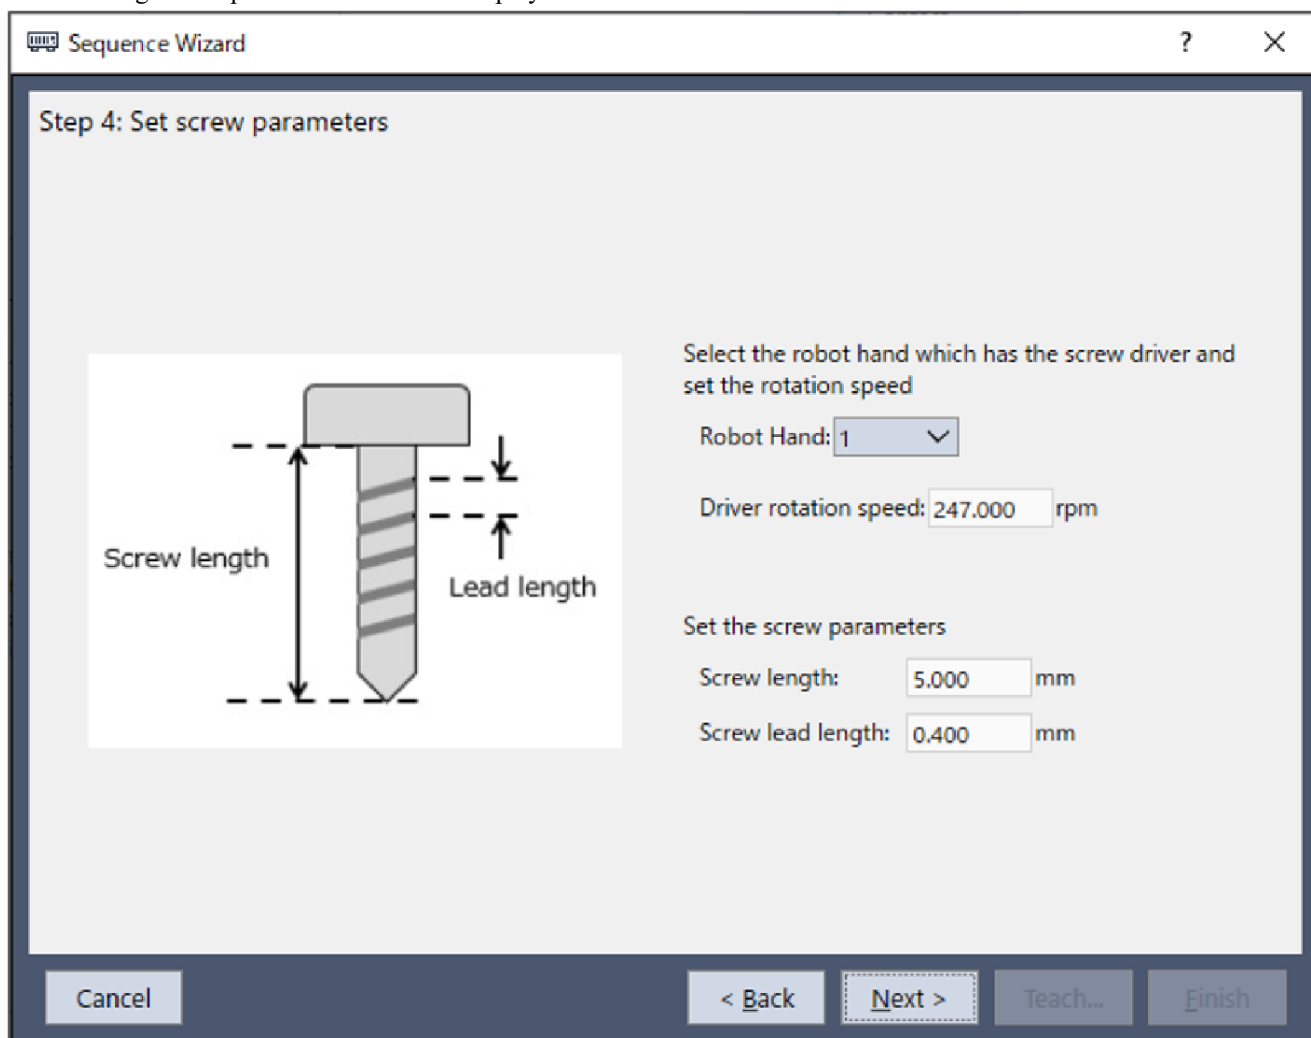 Sequence Wizard
?
Step 4: Set screw parameters
Select the robot hand which has the screw driver and
set the rotation speed
Robot Hand: 1
Driver rotation speed: 247.000 rpm
Screw length
Lead length
Set the screw parameters
Screw length: 5.000 mm
Screw lead length: 0.400 mm
Cancel
< Back
Next >
Teach...
Finish